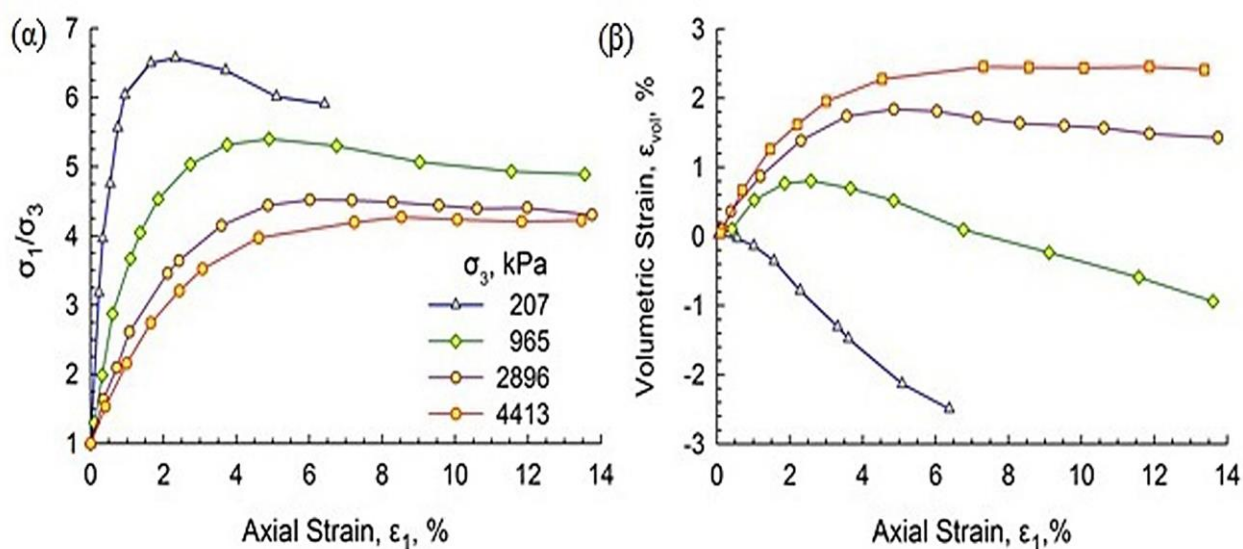 (α)
7
6
5
4
3
2
1
σ₁/σ₃
σ₃, kPa
207
965
2896
4413
0 2 4 6 8 10 12 14
Axial Strain, ε₁, %
(β)
3
2
1
0
-1
-2
-3
Volumetric Strain, εvol, %
0 2 4 6 8 10 12 14
Axial Strain, ε₁,%